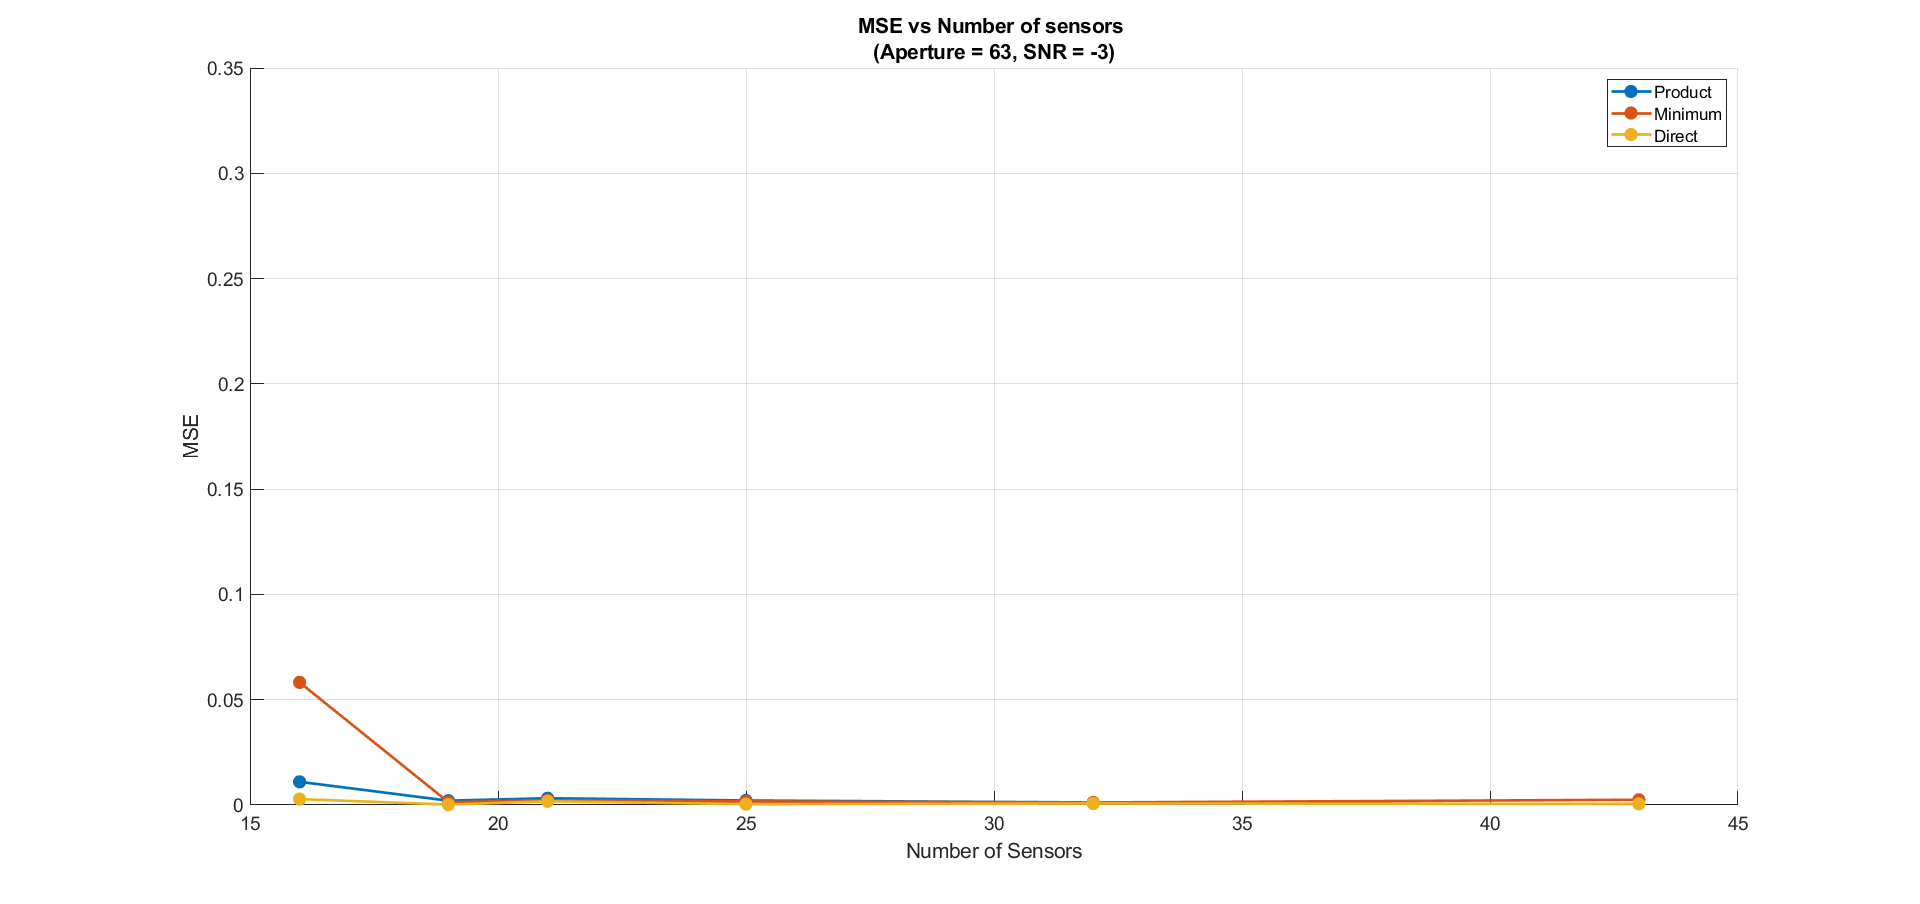 MSE vs Number of sensors
(Aperture = 63, SNR = -3)
0.35
0.3
0.25
0.2
0.15
0.1
0.05
0
MSE
Product
Minimum
Direct
15 20 25 30 35 40 45
Number of Sensors